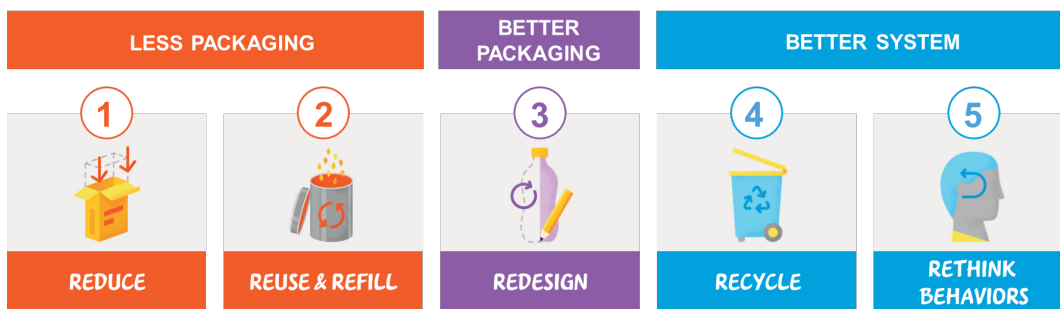 LESS PACKAGING
BETTER
PACKAGING
BETTER SYSTEM
1
2
3
4
5
REDUCE
REUSE & REFILL
REDESIGN
RECYCLE
RETHINK
BEHAVIORS